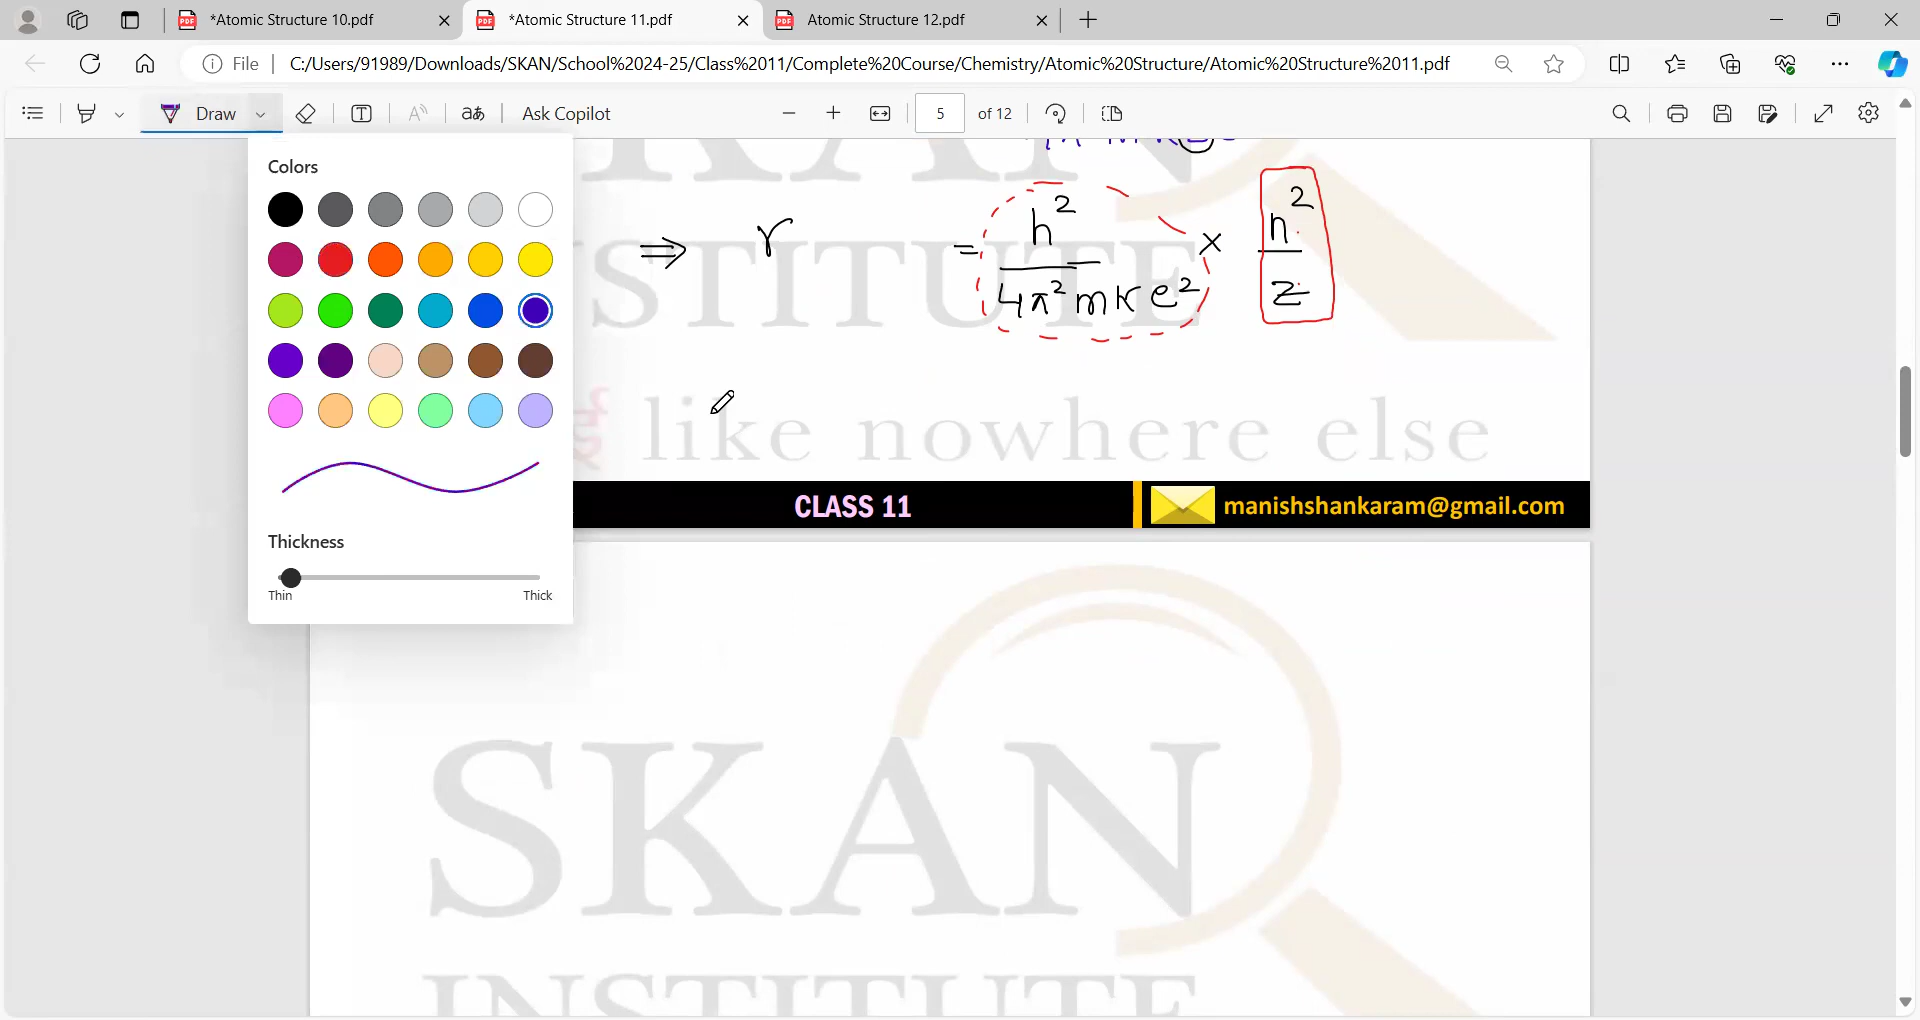 *Atomic Structure 10.pdf
*Atomic Structure 11.pdf
Atomic Structure 12.pdf
File
C:/Users/91989/Downloads/SKAN/School%2024-25/Class%2011/Complete%20Course/Chemistry/Atomic%20Structure/Atomic%20Structure%2011.pdf
Draw
Ask Copilot
5 of 12
Colors
Thickness
Thin Thick
SKAN
INSTITUTE
⇒ r = h² / 4π²mKe² × n² / Z
like nowhere else
CLASS 11
manishshankaram@gmail.com
SKAN
INSTITUTE